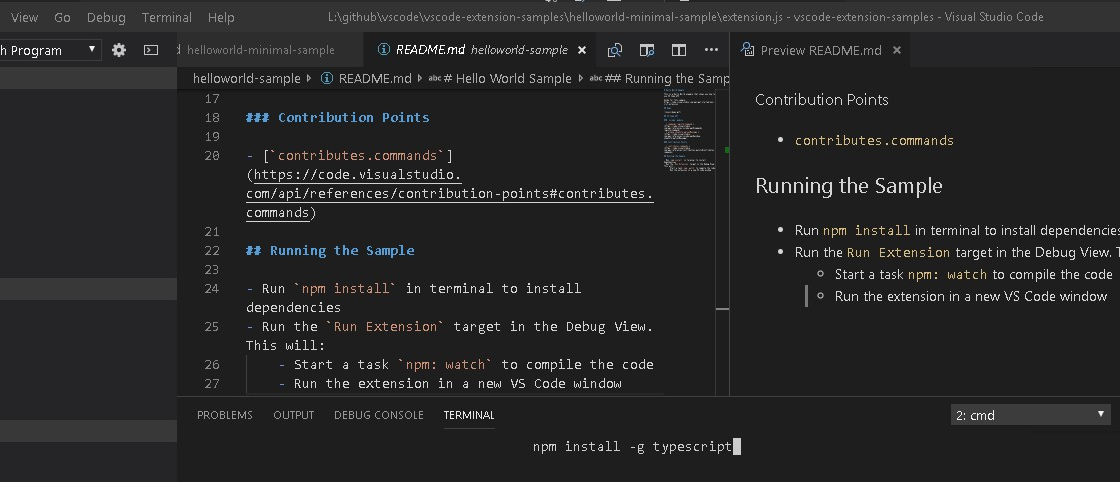 View Go Debug Terminal Help L:\github\vscode\vscode-extension-samples\helloworld-minimal-sample\extension.js - vscode-extension-samples - Visual Studio Code
h Program
helloworld-minimal-sample
README.md helloworld-sample
Preview README.md
helloworld-sample README.md abc # Hello World Sample abc ## Running the Samp
17
18 ### Contribution Points
19
20 - [`contributes.commands`]
(https://code.visualstudio.
com/api/references/contribution-points#contributes.
commands)
21
22 ## Running the Sample
23
24 - Run `npm install` in terminal to install
dependencies
25 - Run the `Run Extension` target in the Debug View.
This will:
26 - Start a task `npm: watch` to compile the code
27 - Run the extension in a new VS Code window
Contribution Points
contributes.commands
Running the Sample
Run npm install in terminal to install dependencies
Run the Run Extension target in the Debug View. T
Start a task npm: watch to compile the code
Run the extension in a new VS Code window
PROBLEMS OUTPUT DEBUG CONSOLE TERMINAL
2: cmd
npm install -g typescript